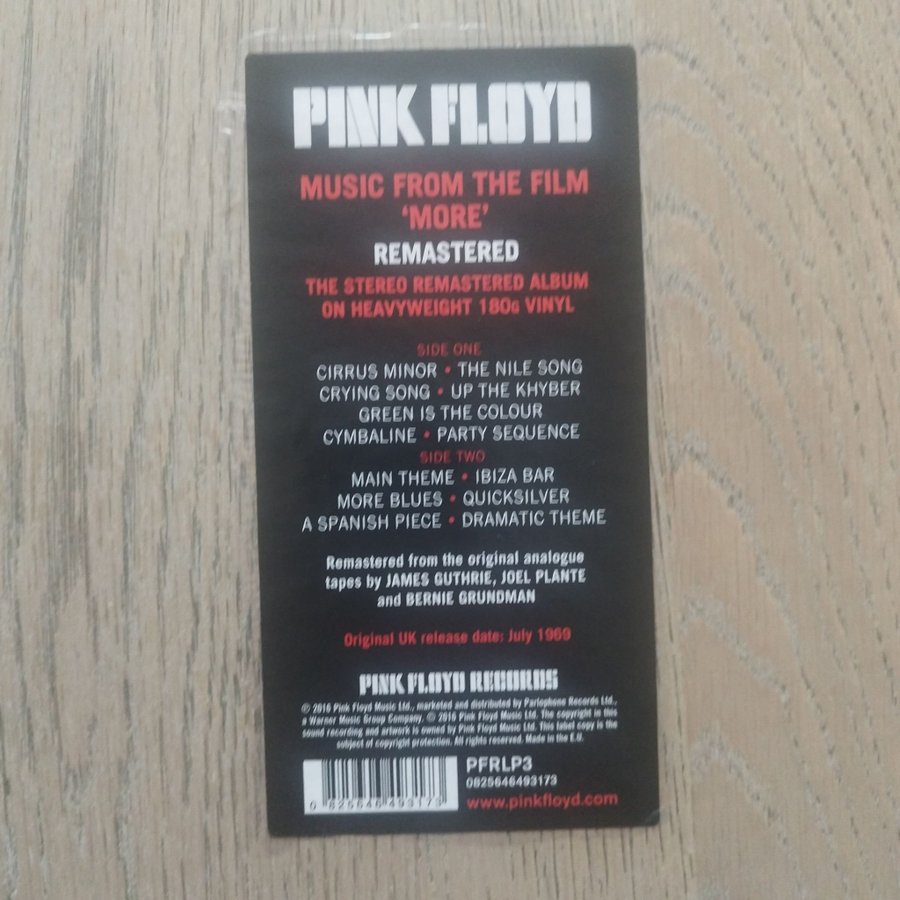 PINK FLOYD
MUSIC FROM THE FILM
‘MORE’
REMASTERED
THE STEREO REMASTERED ALBUM
ON HEAVYWEIGHT 180G VINYL
SIDE ONE
CIRRUS MINOR • THE NILE SONG
CRYING SONG • UP THE KHYBER
GREEN IS THE COLOUR
CYMBALINE • PARTY SEQUENCE
SIDE TWO
MAIN THEME • IBIZA BAR
MORE BLUES • QUICKSILVER
A SPANISH PIECE • DRAMATIC THEME
Remastered from the original analogue
tapes by JAMES GUTHRIE, JOEL PLANTE
and BERNIE GRUNDMAN
Original UK release date: July 1969
PINK FLOYD RECORDS
℗ 2016 Pink Floyd Music Ltd., marketed and distributed by Parlophone Records Ltd.,
a Warner Music Group Company. © 2016 Pink Floyd Music Ltd. The copyright in this
sound recording and artwork is owned by Pink Floyd Music Ltd. This label copy is the
subject of copyright protection. All rights reserved. Made in the E.U.
PFRLP3
0825646493173
0 825646 493173
www.pinkfloyd.com